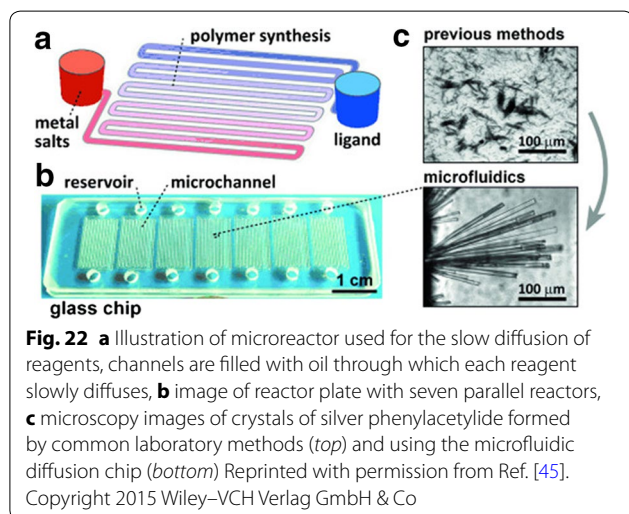 a
polymer synthesis
metal
salts
ligand
b
reservoir
microchannel
1 cm
glass chip
c
previous methods
100 μm
microfluidics
100 μm
Fig. 22 a Illustration of microreactor used for the slow diffusion of
reagents, channels are filled with oil through which each reagent
slowly diffuses, b image of reactor plate with seven parallel reactors,
c microscopy images of crystals of silver phenylacetylide formed
by common laboratory methods (top) and using the microfluidic
diffusion chip (bottom) Reprinted with permission from Ref. [45].
Copyright 2015 Wiley–VCH Verlag GmbH & Co